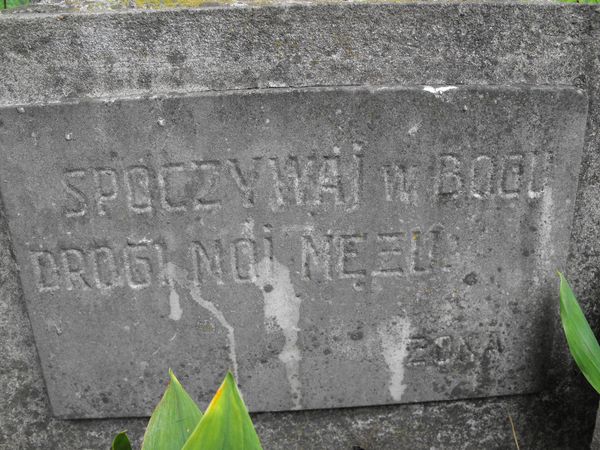 SPOCZYWAJ W BOGU
DROGI MOJ MĘŻU
ŻONA